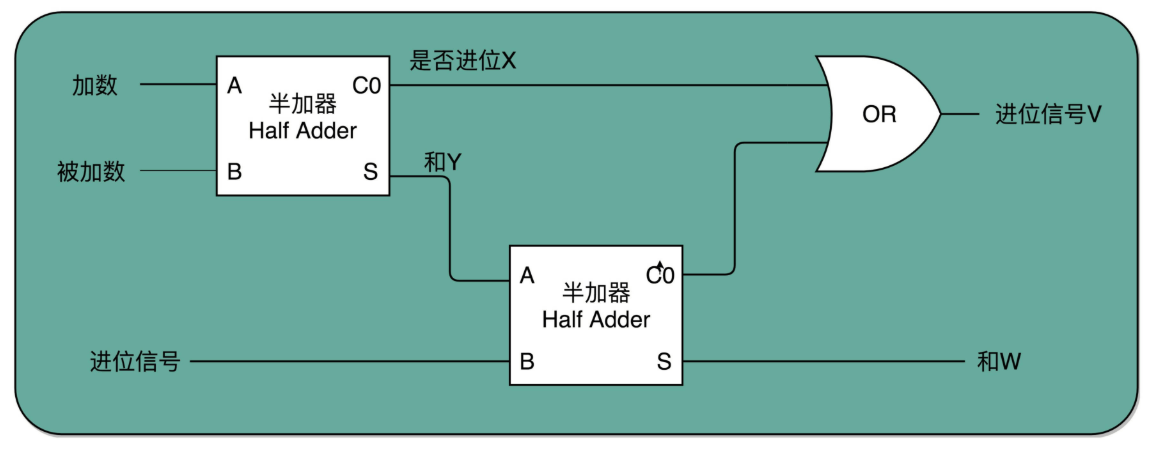 是否进位X
加数
A
C0
半加器
Half Adder
OR
进位信号V
被加数
B
S
和Y
A
C0
半加器
Half Adder
进位信号
B
S
和W